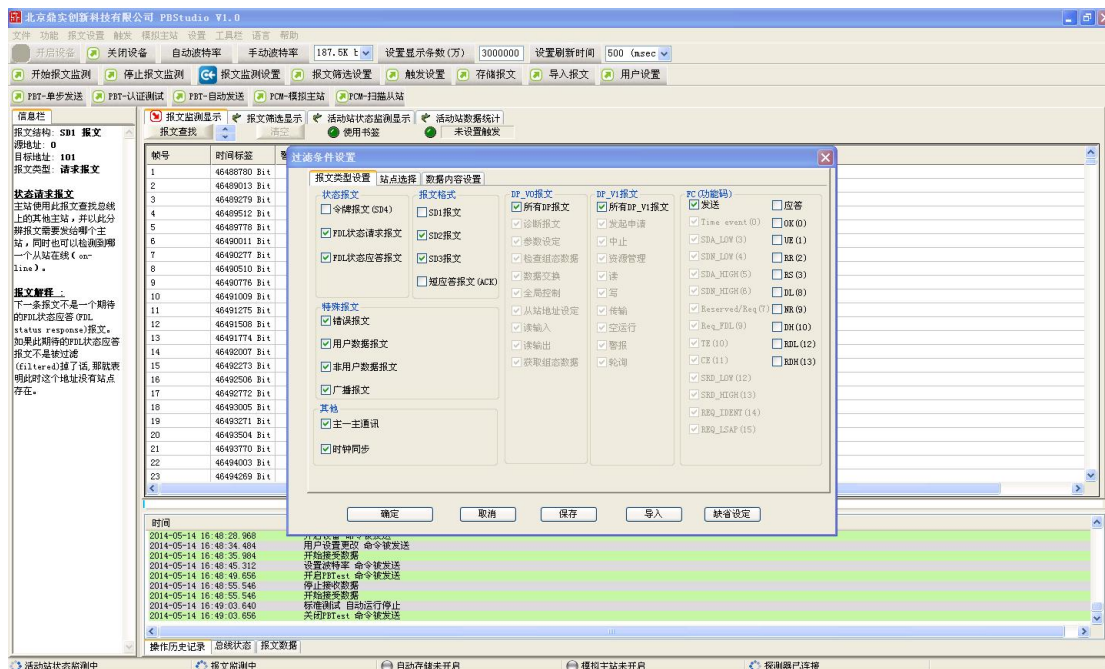 北京鼎实创新科技有限公司 PBStudio V1.0
文件 功能 报文设置 触发 模拟主站 设置 工具栏 语言 帮助
开启设备 关闭设备 自动波特率 手动波特率 187.5K 设置显示条数(万) 3000000 设置刷新时间 500 (msec
开始报文监测 停止报文监测 报文监测设置 报文筛选设置 触发设置 存储报文 导入报文 用户设置
PBT-单步发送 PBT-认证测试 PBT-自动发送 PCM-模拟主站 PCM-扫描从站
信息栏
报文结构: SD1 报文
源地址: 0
目标地址: 101
报文类型: 请求报文
状态请求报文
主站使用此报文查找总线
上的其他主站,并以此分
辨报文需要发给哪个主
站,同时也可以检测到哪
一个从站在线(on-
line)。
报文解释 :
下一条报文不是一个期待
的FDL状态应答(FDL
status response)报文。
如果此期待的FDL状态应答
报文不是被过滤
(filtered)掉了话,那就表
明此时这个地址没有站点
存在。
报文监测显示 报文筛选显示 活动站状态监测显示 活动站数据统计
报文查找 清空 使用书签 未设置触发
帧号 时间标签
1 46488780 Bit
2 46489013 Bit
3 46489279 Bit
4 46489512 Bit
5 46489778 Bit
6 46490011 Bit
7 46490277 Bit
8 46490510 Bit
9 46490776 Bit
10 46491009 Bit
11 46491275 Bit
12 46491508 Bit
13 46491774 Bit
14 46492007 Bit
15 46492273 Bit
16 46492506 Bit
17 46492772 Bit
18 46493005 Bit
19 46493271 Bit
20 46493504 Bit
21 46493770 Bit
22 46494003 Bit
23 46494269 Bit
过滤条件设置
报文类型设置 站点选择 数据内容设置
状态报文
令牌报文(SD4)
FDL状态请求报文
FDL状态应答报文
报文格式
SD1报文
SD2报文
SD3报文
短应答报文(ACK)
特殊报文
错误报文
用户数据报文
非用户数据报文
广播报文
其他
主一主通讯
时钟同步
DP_V0报文
所有DP报文
诊断报文
参数设定
检查组态数据
数据交换
全局控制
从站地址设定
读输入
读输出
获取组态数据
DP_V1报文
所有DP_V1报文
发起申请
中止
资源管理
读
写
传输
空运行
警报
轮询
FC(功能码)
发送
Time event(0)
SDA_LOW(3)
SDN_LOW(4)
SDA_HIGH(5)
SDN_HIGH(6)
Reserved/Req(7)
Req_FDL(9)
TE(10)
CE(11)
SRD_LOW(12)
SRD_HIGH(13)
REQ_IDENT(14)
REQ_LSAP(15)
应答
OK(0)
UE(1)
RR(2)
RS(3)
DL(8)
NR(9)
DH(10)
RDL(12)
RDH(13)
确定 取消 保存 导入 缺省设定
时间
2014-05-14 16:48:28.968 开启设备 命令被发送
2014-05-14 16:48:34.484 用户设置更改 命令被发送
2014-05-14 16:48:35.984 开始接受数据
2014-05-14 16:48:45.312 设置波特率 命令被发送
2014-05-14 16:48:49.656 开启PBTest 命令被发送
2014-05-14 16:48:55.546 停止接收数据
2014-05-14 16:48:55.546 开始接受数据
2014-05-14 16:49:03.640 标准测试 自动运行停止
2014-05-14 16:49:03.656 关闭PBTest 命令被发送
操作历史记录 总线状态 报文数据
活动站状态监测中 报文监测中 自动存储未开启 模拟主站未开启 探测器已连接